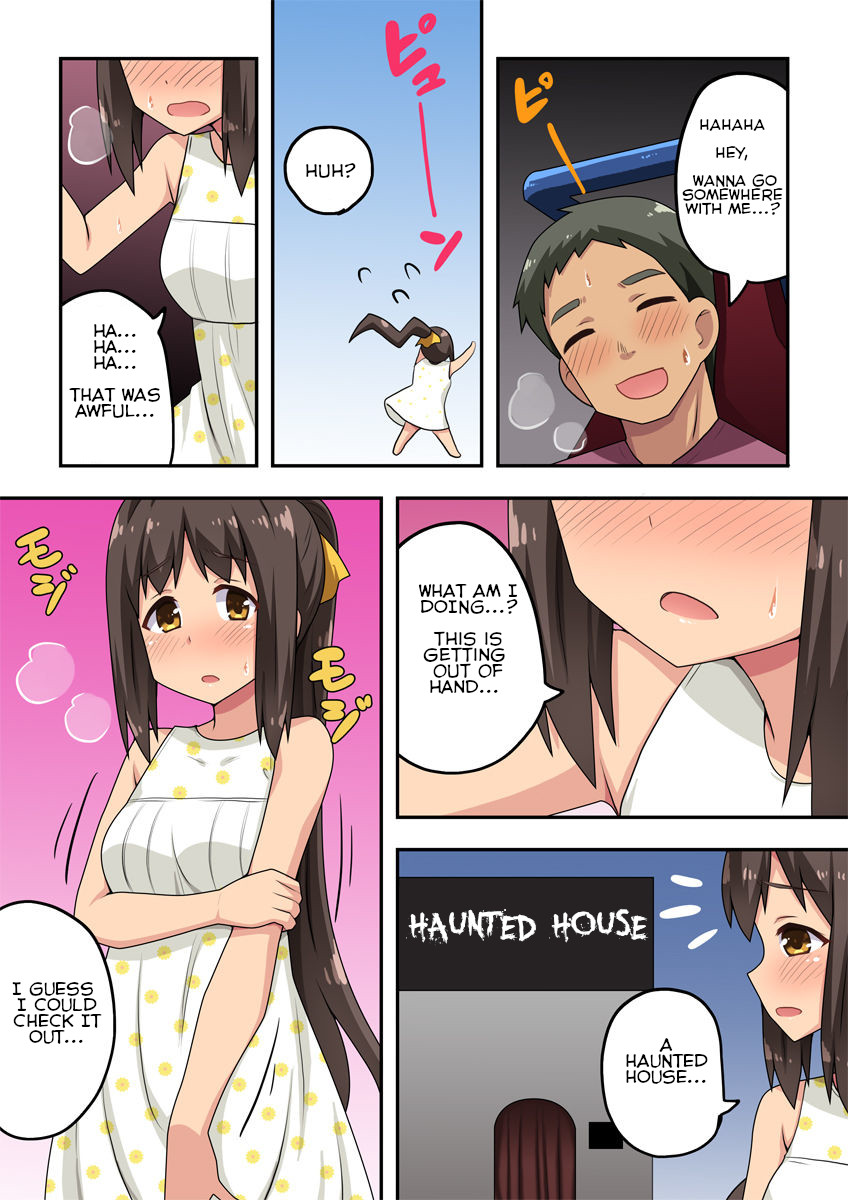 ピ
HAHAHA
HEY,
WANNA GO
SOMEWHERE
WITH ME...?
ピューン
HUH?
HA...
HA...
HA...
THAT WAS
AWFUL...
WHAT AM I
DOING...?
THIS IS
GETTING
OUT OF
HAND...
モジ
モジ
I GUESS
I COULD
CHECK IT
OUT...
HAUNTED HOUSE
A
HAUNTED
HOUSE...